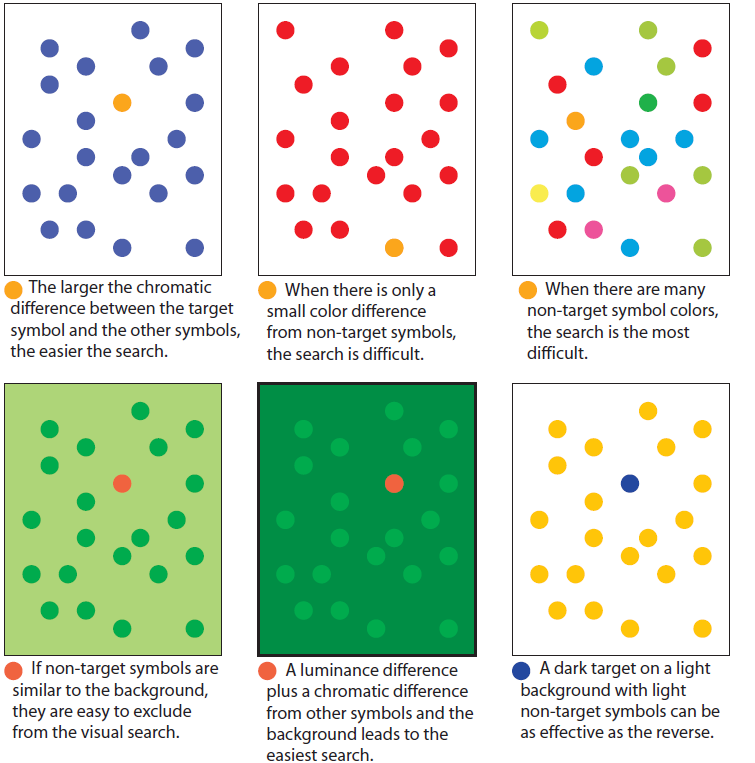 The larger the chromatic
difference between the target
symbol and the other symbols,
the easier the search.
When there is only a
small color difference
from non-target symbols,
the search is difficult.
When there are many
non-target symbol colors,
the search is the most
difficult.
If non-target symbols are
similar to the background,
they are easy to exclude
from the visual search.
A luminance difference
plus a chromatic difference
from other symbols and the
background leads to the
easiest search.
A dark target on a light
background with light
non-target symbols can be
as effective as the reverse.